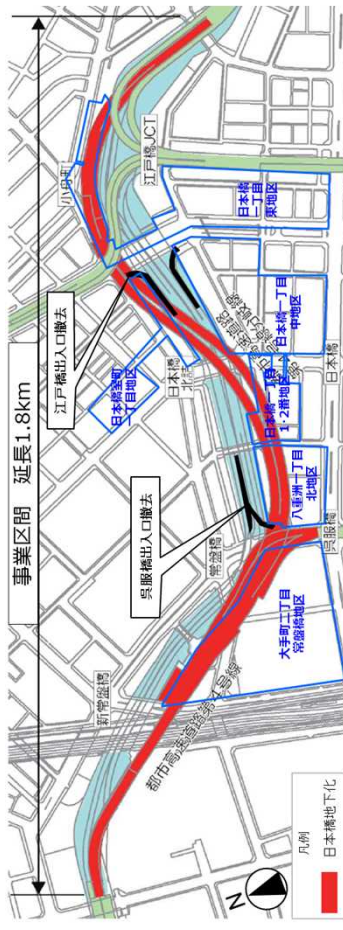 事業区間 延長1.8km
小舟町
江戸橋JCT
日本橋
一丁目
東地区
江戸橋出入口撤去
日本橋室町
一丁目地区
日本橋
北詰
日本橋一丁目
中地区
日本橋一丁目
1・2番地区
日本橋
呉服橋出入口撤去
常盤橋
八重洲一丁目
北地区
呉服橋
大手町二丁目
常盤橋地区
新常盤橋
都市高速道路第4号線
N
凡例
日本橋地下化